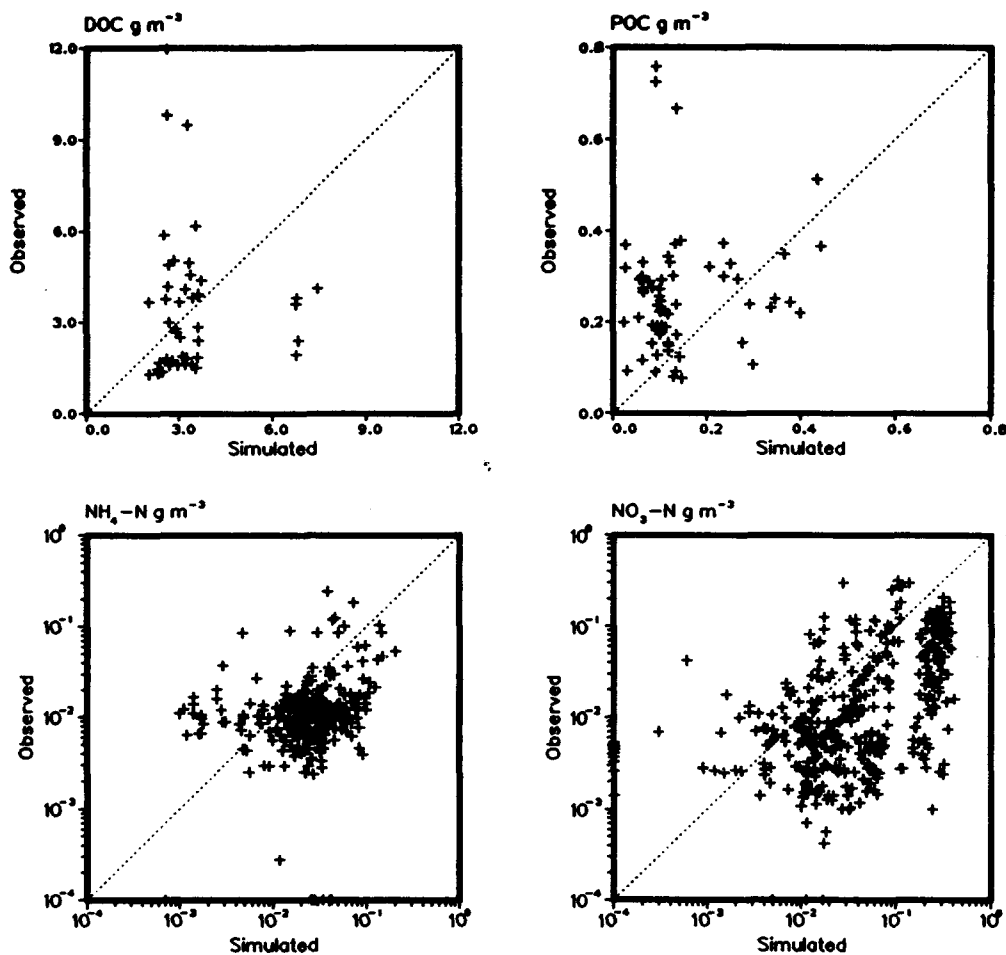 DOC g m⁻³
12.0
9.0
6.0
3.0
0.0
Observed
0.0 3.0 6.0 9.0 12.0
Simulated
POC g m⁻³
0.8
0.6
0.4
0.2
0.0
Observed
0.0 0.2 0.4 0.6 0.8
Simulated
NH₄-N g m⁻³
10⁰
10⁻¹
10⁻²
10⁻³
10⁻⁴
Observed
10⁻⁴ 10⁻³ 10⁻² 10⁻¹ 10⁰
Simulated
NO₃-N g m⁻³
10⁰
10⁻¹
10⁻²
10⁻³
10⁻⁴
Observed
10⁻⁴ 10⁻³ 10⁻² 10⁻¹ 10⁰
Simulated